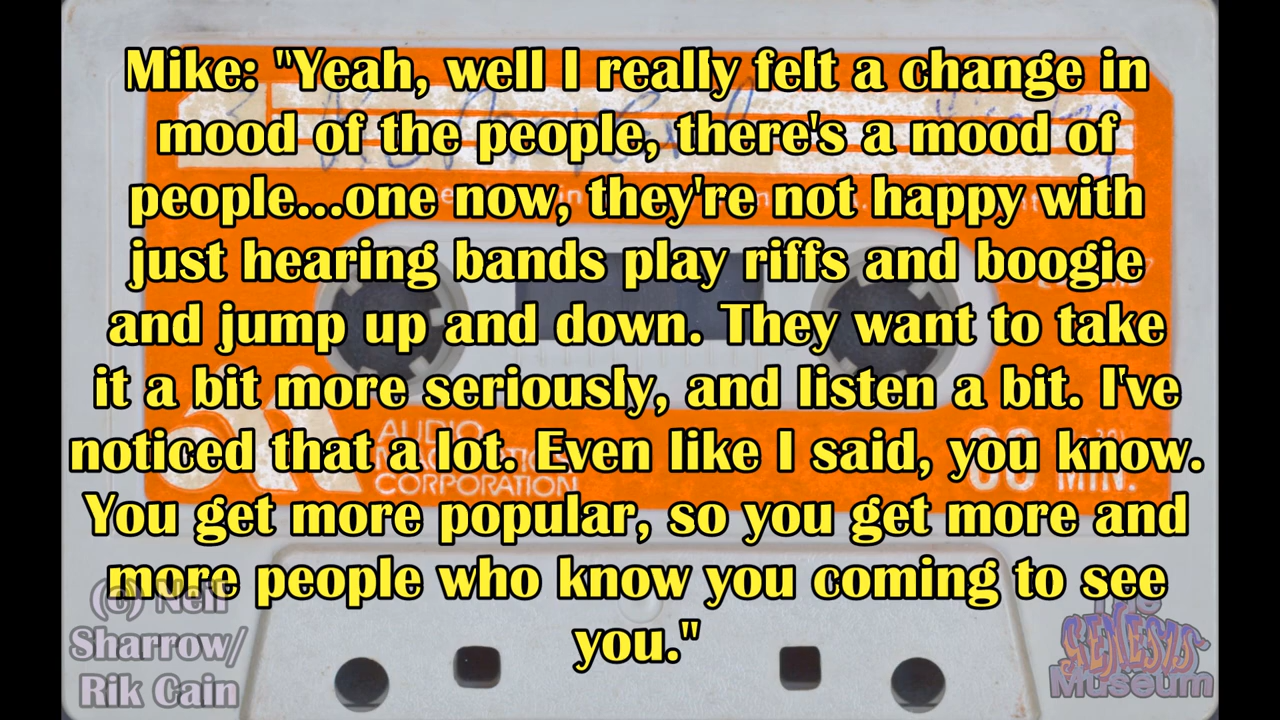 Mike: "Yeah, well I really felt a change in
mood of the people, there's a mood of
people...one now, they're not happy with
just hearing bands play riffs and boogie
and jump up and down. They want to take
it a bit more seriously, and listen a bit. I've
noticed that a lot. Even like I said, you know.
You get more popular, so you get more and
more people who know you coming to see
you."
AUDIO
CORPORATION
MIN.
(c) Neil
Sharrow/
Rik Cain
The
GENESIS
Museum